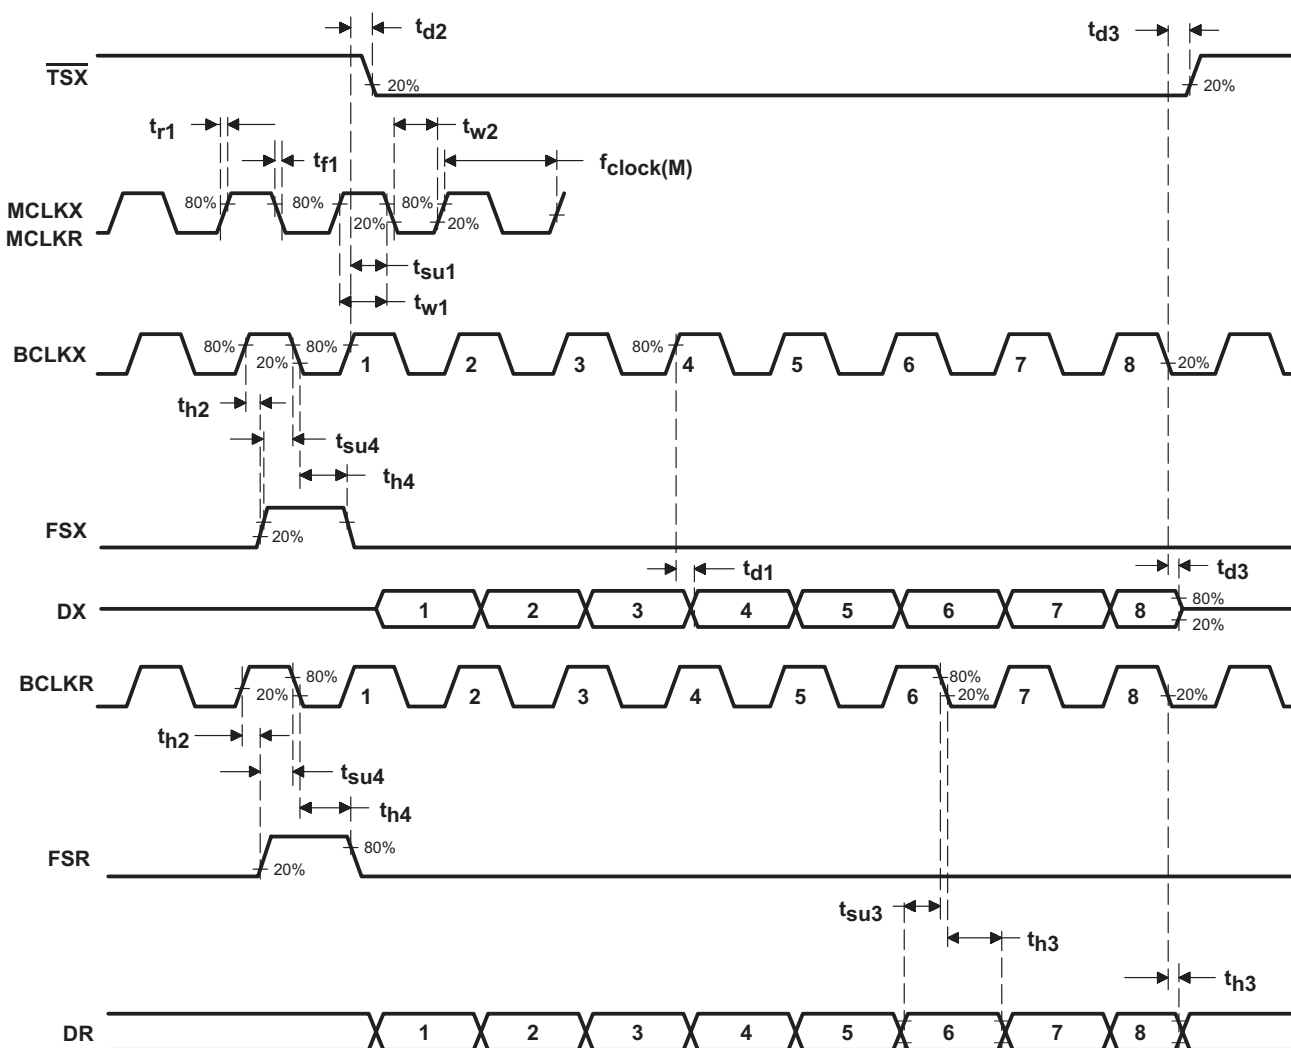 td2
td3
TSX
20%
20%
tr1
tf1
tw2
fclock(M)
MCLKX
MCLKR
80%
80%
20%
80%
20%
tsu1
tw1
BCLKX
80%
20%
80%
1
2
3
80%
4
5
6
7
8
20%
th2
tsu4
th4
FSX
20%
td1
td3
DX
1
2
3
4
5
6
7
8
80%
20%
BCLKR
20%
80%
1
2
3
4
5
6
80%
20%
7
8
20%
th2
tsu4
th4
FSR
20%
80%
tsu3
th3
th3
DR
1
2
3
4
5
6
7
8